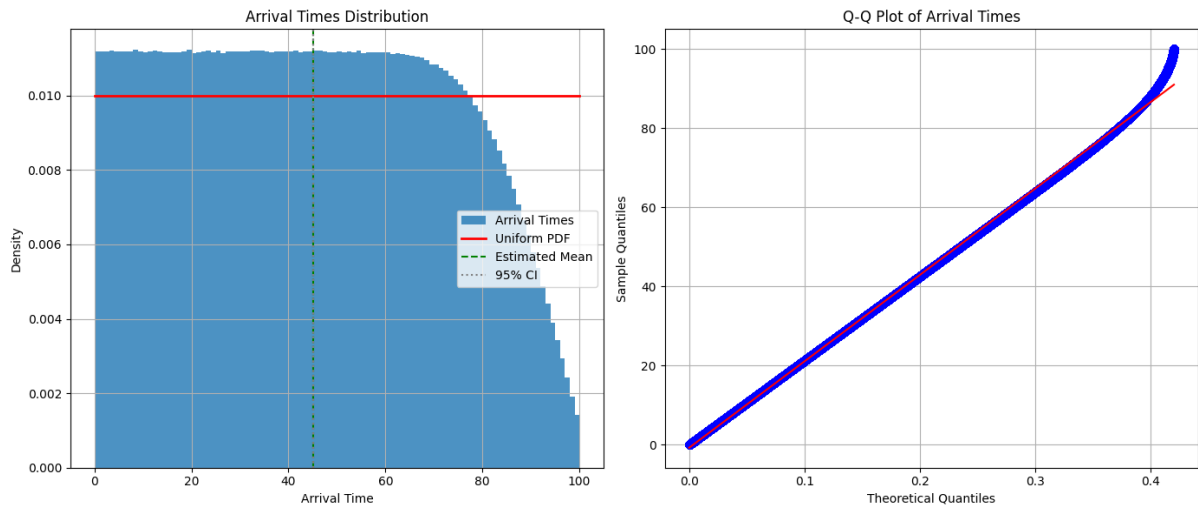 Arrival Times Distribution
Density
0.010
0.008
0.006
0.004
0.002
0.000
0
20
40
60
80
100
Arrival Time
Arrival Times
Uniform PDF
Estimated Mean
95% CI
Q-Q Plot of Arrival Times
Sample Quantiles
100
80
60
40
20
0
0.0
0.1
0.2
0.3
0.4
Theoretical Quantiles